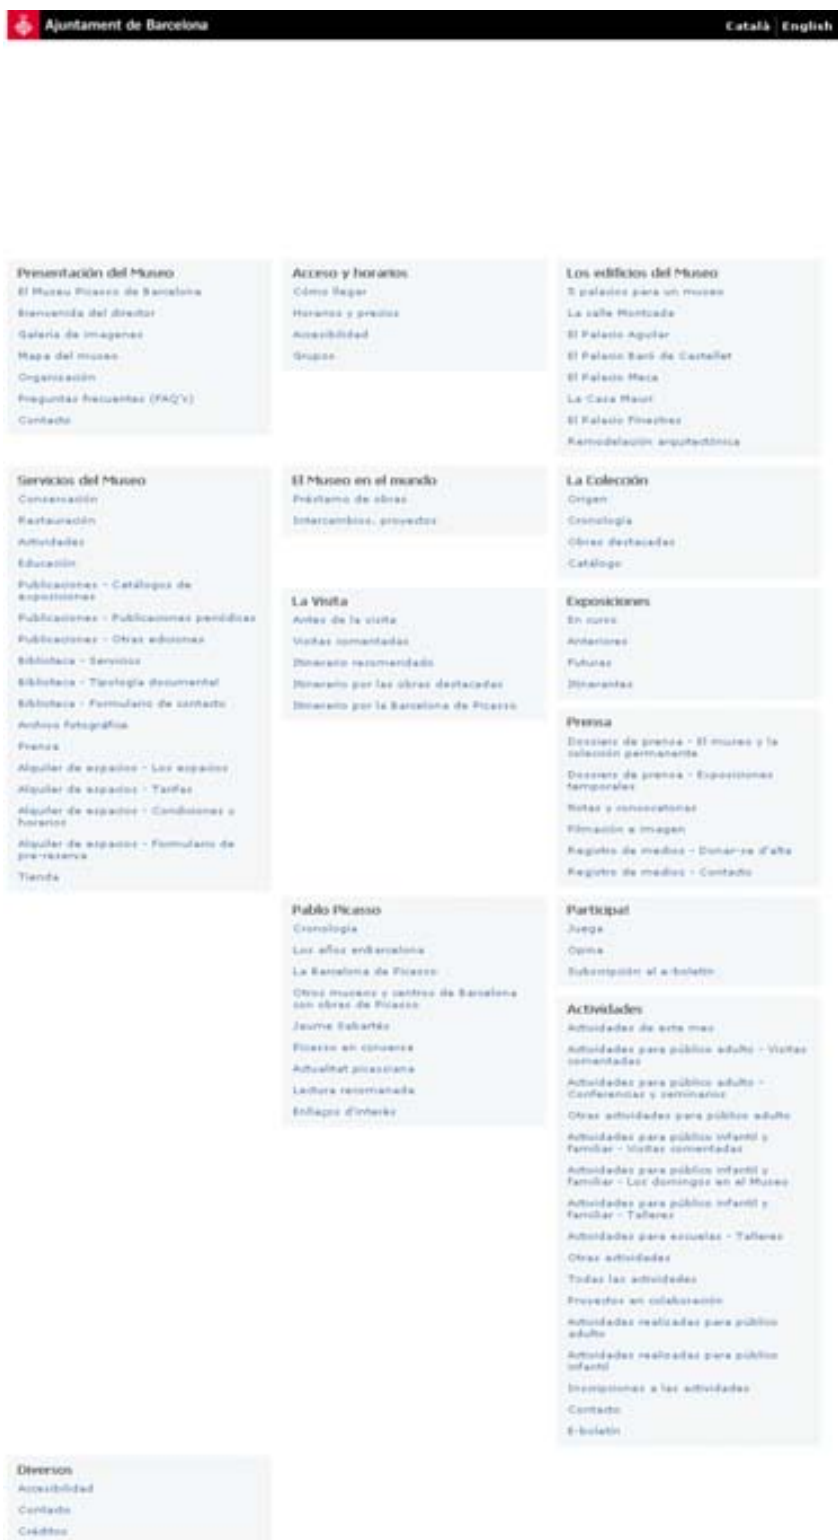 Ajuntament de Barcelona
Català English
Presentación del Museo
El Museu Picasso de Barcelona
Bienvenida del director
Galería de imagenes
Mapa del museo
Organización
Preguntas frecuentes (FAQ's)
Contacto
Acceso y horarios
Cómo llegar
Horarios y precios
Accesibilidad
Grupos
Los edificios del Museo
5 palacios para un museo
La calle Montcada
El Palacio Aguilar
El Palacio Baró de Castellet
El Palacio Meca
La Casa Mauri
El Palacio Finestres
Remodelación arquitectónica
Servicios del Museo
Conservación
Restauración
Actividades
Educación
Publicaciones - Catálogos de
exposiciones
Publicaciones - Publicaciones periódicas
Publicaciones - Otras ediciones
Biblioteca - Servicios
Biblioteca - Tipología documental
Biblioteca - Formulario de contacto
Archivo fotográfico
Prensa
Alquiler de espacios - Los espacios
Alquiler de espacios - Tarifas
Alquiler de espacios - Condiciones y
horarios
Alquiler de espacios - Formulario de
pre-reserva
Tienda
El Museo en el mundo
Préstamo de obras
Intercambios, proyectos
La Colección
Origen
Cronología
Obras destacadas
Catálogo
La Visita
Antes de la visita
Visitas comentadas
Itinerario recomendado
Itinerario por las obras destacadas
Itinerario por la Barcelona de Picasso
Exposiciones
En curso
Anteriores
Futuras
Itinerantes
Prensa
Dossiers de prensa - El museo y la
colección permanente
Dossiers de prensa - Exposiciones
temporales
Notas y convocatorias
Filmación e imagen
Registro de medios - Donar-se d'alta
Registro de medios - Contacto
Pablo Picasso
Cronología
Los años enBarcelona
La Barcelona de Picasso
Otros museos y centros de Barcelona
con obras de Picasso
Jaume Sabartés
Picasso en conserva
Actualitat picassiana
Lectura recomanada
Enllaços d'interès
Participa!
Juega
Opina
Subscripción al e-boletín
Actividades
Actividades de este mes
Actividades para público adulto - Visitas
comentadas
Actividades para público adulto -
Conferencias y seminarios
Otras actividades para público adulto
Actividades para público infantil y
familiar - Visitas comentadas
Actividades para público infantil y
familiar - Los domingos en el Museo
Actividades para público infantil y
familiar - Talleres
Actividades para escuelas - Talleres
Otras actividades
Todas las actividades
Proyectos en colaboración
Actividades realizadas para público
adulto
Actividades realizadas para público
infantil
Inscripciones a las actividades
Contacto
E-boletín
Diversos
Accesibilidad
Contacto
Créditos